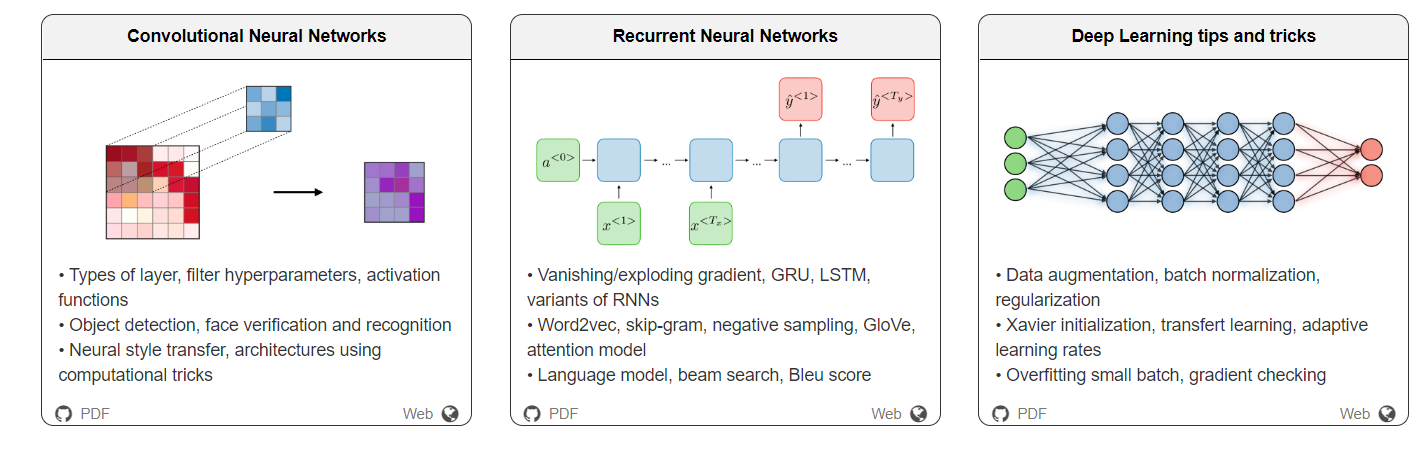 Convolutional Neural Networks
• Types of layer, filter hyperparameters, activation
functions
• Object detection, face verification and recognition
• Neural style transfer, architectures using
computational tricks
PDF
Web
Recurrent Neural Networks
ŷ<1>
ŷ<Ty>
a<0>
...
...
...
x<1>
x<Tx>
• Vanishing/exploding gradient, GRU, LSTM,
variants of RNNs
• Word2vec, skip-gram, negative sampling, GloVe,
attention model
• Language model, beam search, Bleu score
PDF
Web
Deep Learning tips and tricks
• Data augmentation, batch normalization,
regularization
• Xavier initialization, transfert learning, adaptive
learning rates
• Overfitting small batch, gradient checking
PDF
Web